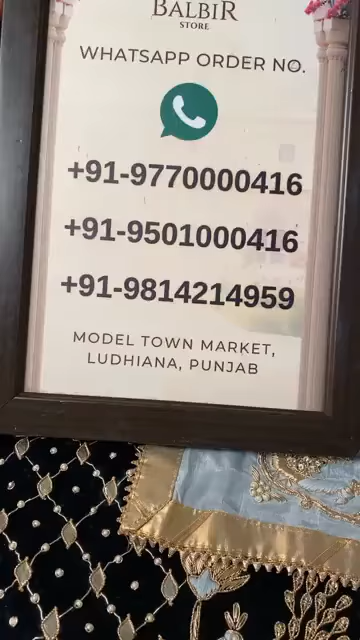 BALBIR
STORE
WHATSAPP ORDER NO.
+91-9770000416
+91-9501000416
+91-9814214959
MODEL TOWN MARKET,
LUDHIANA, PUNJAB